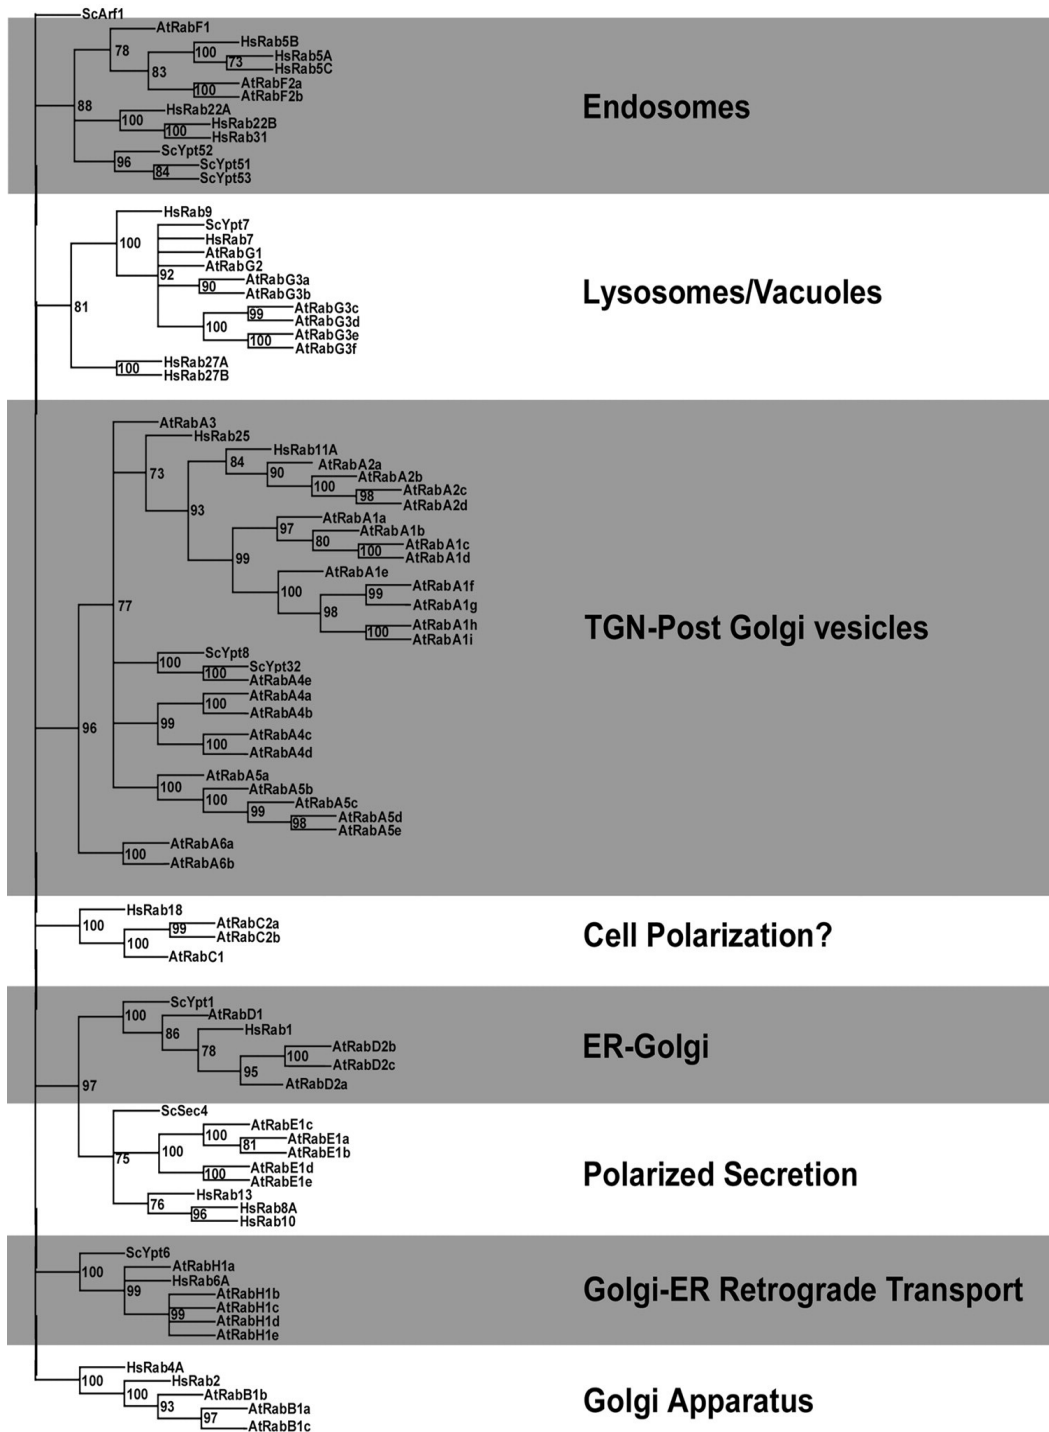 ScArf1
AtRabF1
78
HsRab5B
100
HsRab5A
73
HsRab5C
83
AtRabF2a
100
AtRabF2b
88
Endosomes
HsRab22A
100
HsRab22B
100
HsRab31
ScYpt52
96
ScYpt51
84
ScYpt53
HsRab9
100
ScYpt7
HsRab7
AtRabG1
AtRabG2
92
AtRabG3a
90
AtRabG3b
81
Lysosomes/Vacuoles
AtRabG3c
99
AtRabG3d
100
AtRabG3e
100
AtRabG3f
HsRab27A
100
HsRab27B
AtRabA3
HsRab25
73
HsRab11A
84
AtRabA2a
90
AtRabA2b
100
AtRabA2c
98
AtRabA2d
93
AtRabA1a
97
AtRabA1b
80
AtRabA1c
100
AtRabA1d
99
AtRabA1e
100
AtRabA1f
99
AtRabA1g
98
AtRabA1h
100
AtRabA1i
77
TGN-Post Golgi vesicles
ScYpt8
100
ScYpt32
100
AtRabA4e
AtRabA4a
100
AtRabA4b
99
AtRabA4c
100
AtRabA4d
96
AtRabA5a
100
AtRabA5b
100
AtRabA5c
99
AtRabA5d
98
AtRabA5e
AtRabA6a
100
AtRabA6b
HsRab18
100
AtRabC2a
99
AtRabC2b
100
AtRabC1
Cell Polarization?
ScYpt1
100
AtRabD1
86
HsRab1
78
AtRabD2b
100
AtRabD2c
95
AtRabD2a
ER-Golgi
97
ScSec4
AtRabE1c
100
AtRabE1a
81
AtRabE1b
100
75
AtRabE1d
100
AtRabE1e
Polarized Secretion
HsRab13
76
HsRab8A
96
HsRab10
ScYpt6
100
AtRabH1a
HsRab6A
99
AtRabH1b
AtRabH1c
99
AtRabH1d
AtRabH1e
Golgi-ER Retrograde Transport
HsRab4A
100
HsRab2
100
AtRabB1b
93
AtRabB1a
97
AtRabB1c
Golgi Apparatus